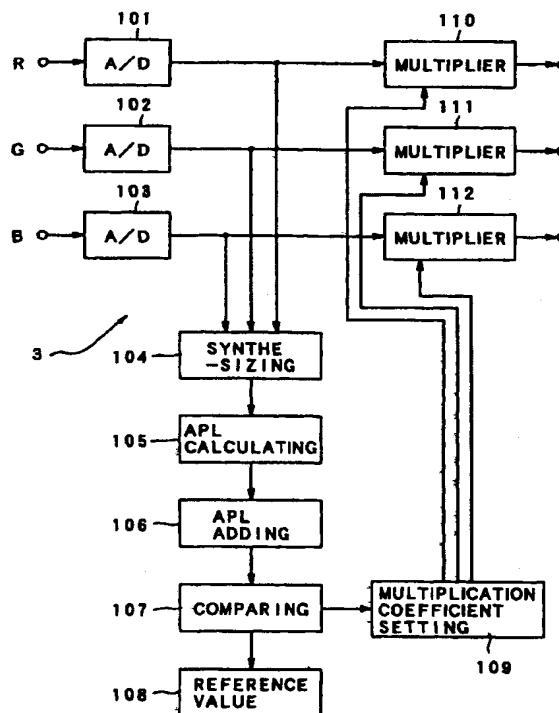 101
110
R
A/D
MULTIPLIER
102
111
G
A/D
MULTIPLIER
103
112
B
A/D
MULTIPLIER
3
104
SYNTHE
-SIZING
105
APL
CALCULATING
106
APL
ADDING
107
COMPARING
MULTIPLICATION
COEFFICIENT
SETTING
109
108
REFERENCE
VALUE